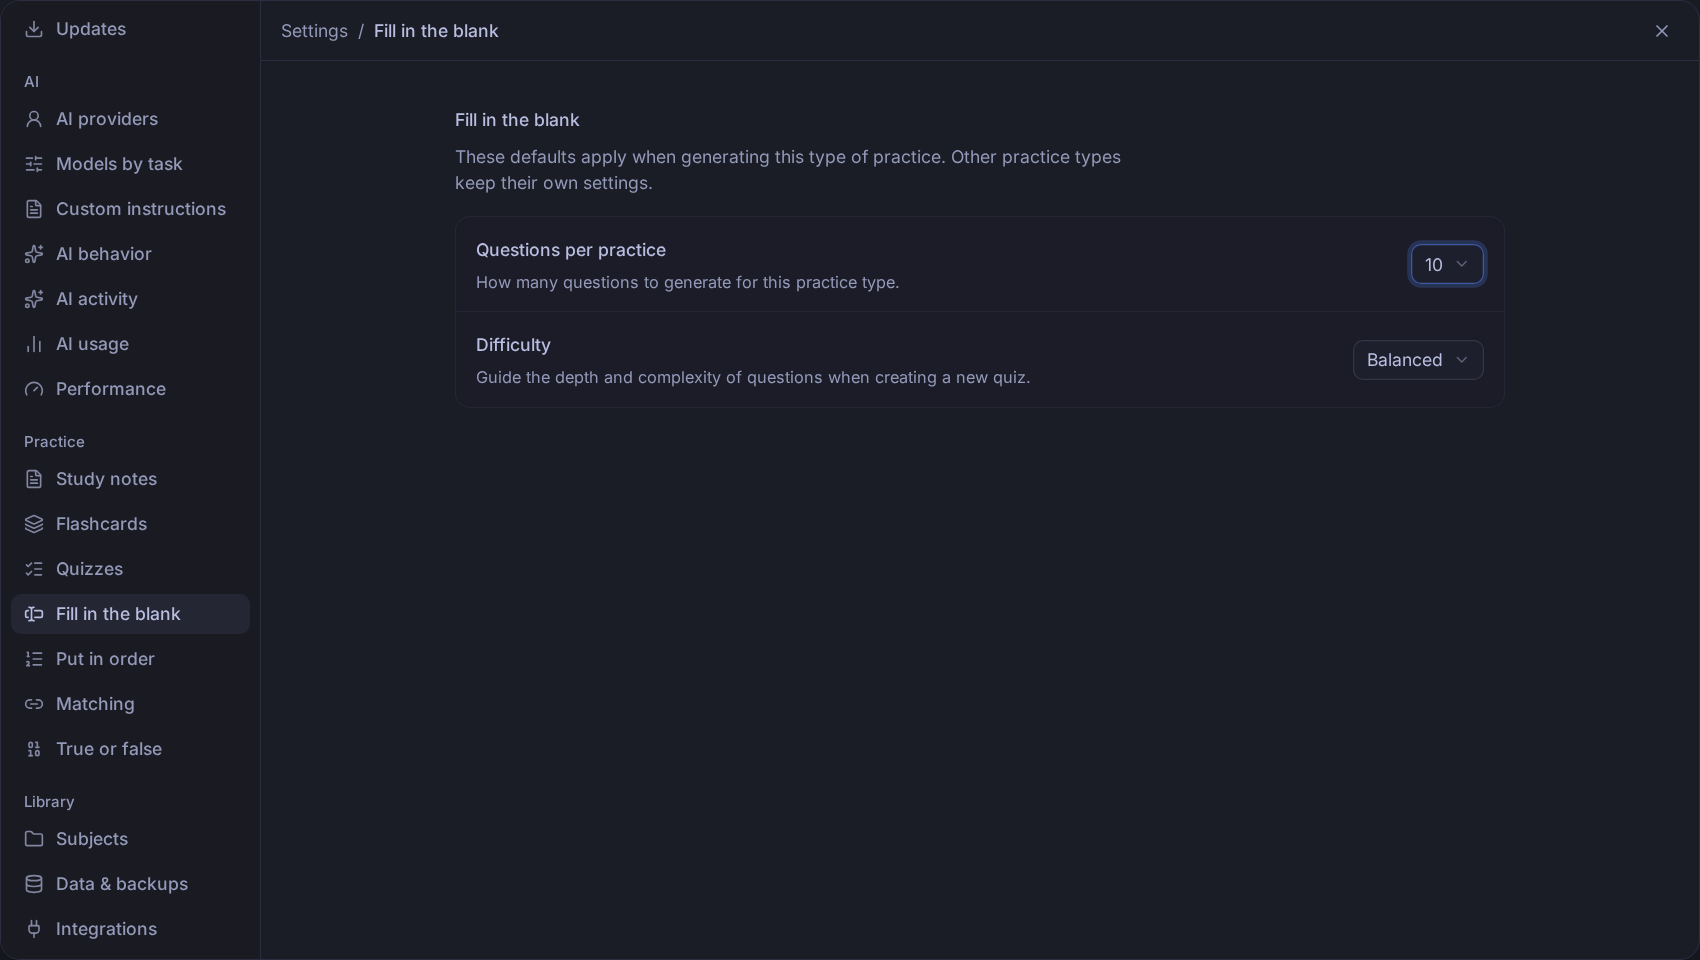 Updates
AI
AI providers
Models by task
Custom instructions
AI behavior
AI activity
AI usage
Performance
Practice
Study notes
Flashcards
Quizzes
Fill in the blank
Put in order
Matching
True or false
Library
Subjects
Data & backups
Integrations
Settings / Fill in the blank
Fill in the blank
These defaults apply when generating this type of practice. Other practice types
keep their own settings.
Questions per practice
How many questions to generate for this practice type.
10
Difficulty
Guide the depth and complexity of questions when creating a new quiz.
Balanced